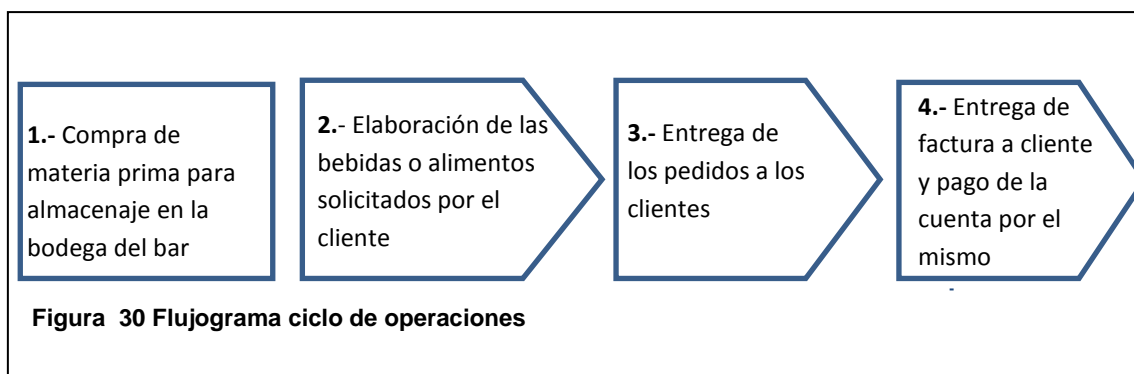 1.- Compra de
materia prima para
almacenaje en la
bodega del bar
2.- Elaboración de las
bebidas o alimentos
solicitados por el
cliente
3.- Entrega de
los pedidos a los
clientes
4.- Entrega de
factura a cliente
y pago de la
cuenta por el
mismo
Figura 30 Flujograma ciclo de operaciones